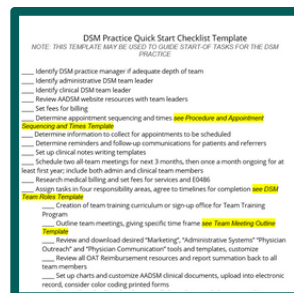 DSM Practice Quick Start Checklist Template
NOTE: THIS TEMPLATE MAY BE USED TO GUIDE START-OF TASKS FOR THE DSM
PRACTICE
____ Identify DSM practice manager if adequate depth of team
____ Identify administrative DSM team leader
____ Identify clinical DSM team leader
____ Review AADSM website resources with team leaders
____ Set fees for billing
____ Determine appointment sequencing and times see Procedure and Appointment
Sequencing and Times Template
____ Determine information to collect for appointments to be scheduled
____ Determine reminders and follow-up communications for patients and referrers
____ Set up clinical notes writing templates
____ Schedule two all-team meetings for next 3 months, then once a month ongoing for at
least first year; include both admin and clinical team members
____ Research medical billing and set fees for services and E0486
____ Assign tasks in four responsibility areas, agree to timelines for completion see DSM
Team Roles Template
____ Creation of team training curriculum or sign-up office for Team Training
Program
____ Outline team meetings, giving specific time frame see Team Meeting Outline
Template
____ Review and download desired "Marketing", "Administrative Systems" "Physician
Outreach" and "Physician Communication" tools and templates, customize
____ Review all OAT Reimbursement resources and report summation back to all
team members
____ Set up charts and customize AADSM clinical documents, upload into electronic
record, consider color coding printed forms